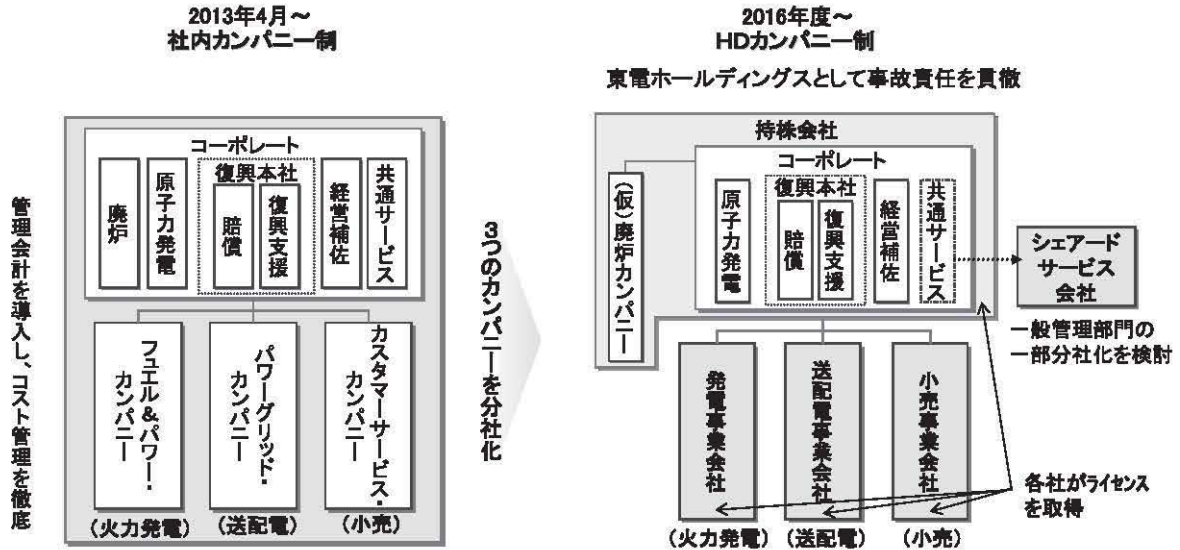 2013年4月～
社内カンパニー制
管理会計を導入し、コスト管理を徹底
コーポレート
廃炉
原子力発電
復興本社
賠償
復興支援
経営補佐
共通サービス
フュエル＆パワー・
カンパニー
パワーグリッド・
カンパニー
カスタマーサービス・
カンパニー
（火力発電）
（送配電）
（小売）
3つのカンパニーを分社化
2016年度～
HDカンパニー制
東電ホールディングスとして事故責任を貫徹
持株会社
（仮）廃炉カンパニー
コーポレート
原子力発電
復興本社
賠償
復興支援
経営補佐
共通サービス
シェアード
サービス
会社
一般管理部門の
一部分社化を検討
発電事業会社
送配電事業会社
小売事業会社
（火力発電）
（送配電）
（小売）
各社がライセンス
を取得